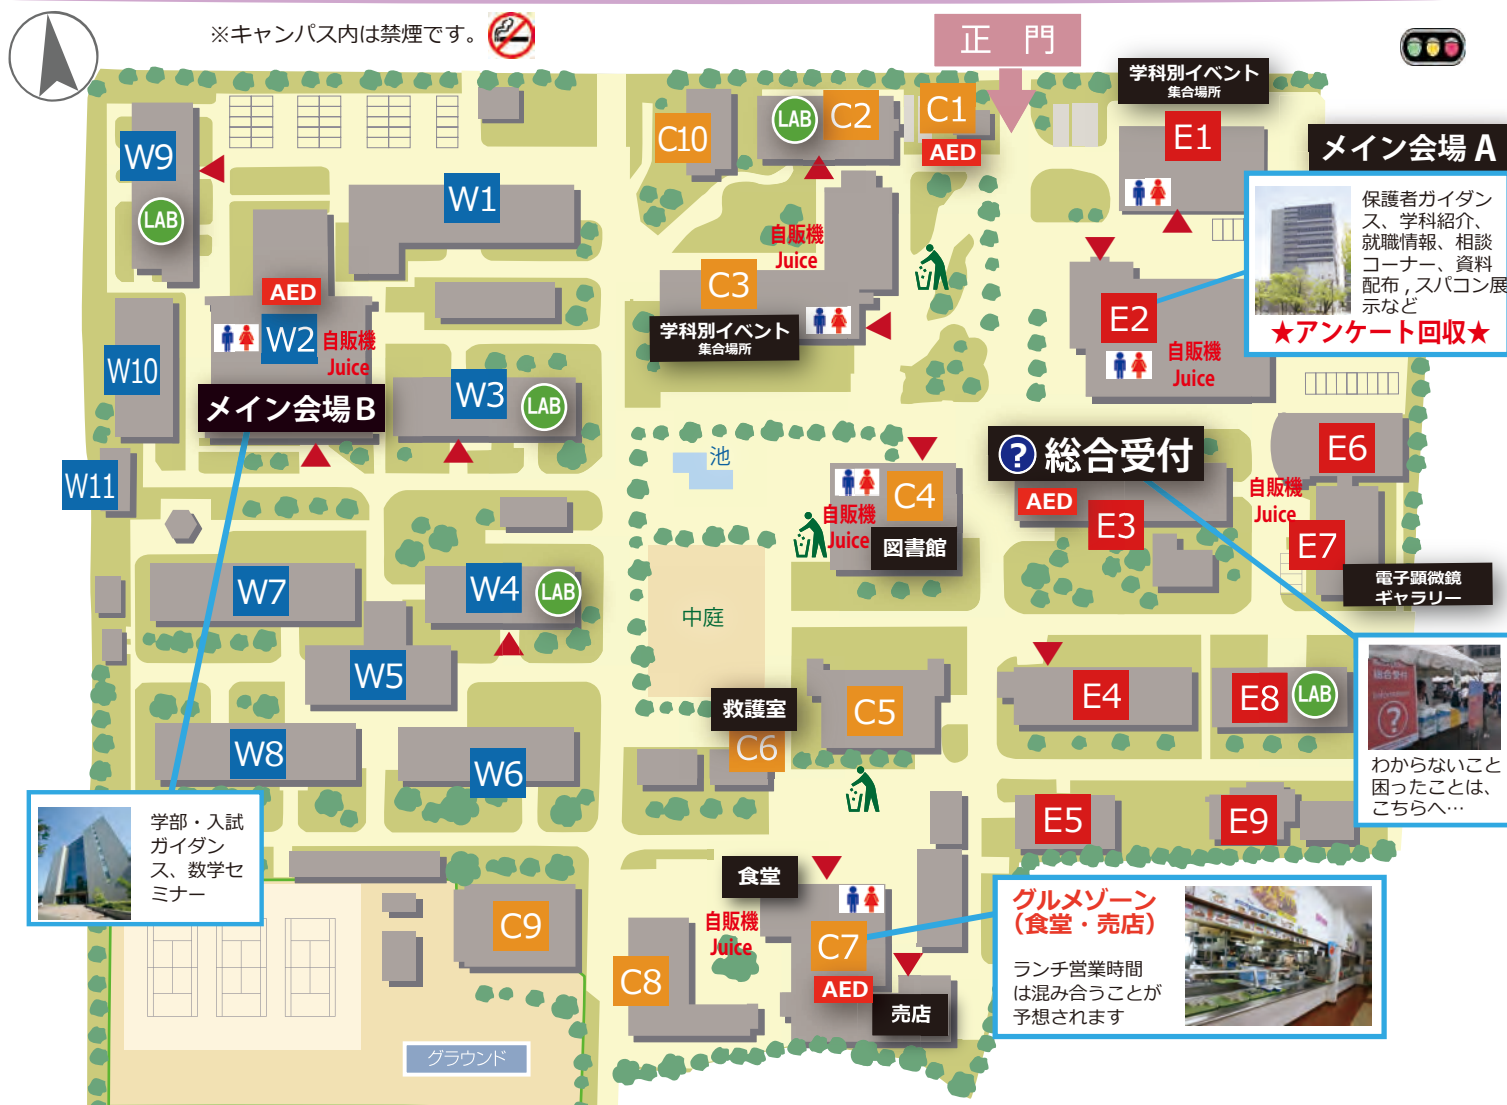 ※キャンパス内は禁煙です。
正 門
学科別イベント
集合場所
メイン会場 A
保護者ガイダン
ス、学科紹介、
就職情報、相談
コーナー、資料
配布 , スパコン展
示など
★アンケート回収★
C10
LAB
C2
C1
AED
E1
W9
LAB
W1
自販機
Juice
C3
学科別イベント
集合場所
E2
自販機
Juice
AED
W2
自販機
Juice
メイン会場 B
W10
W3
LAB
W11
池
C4
自販機
Juice
図書館
? 総合受付
AED
E3
E6
自販機
Juice
E7
電子顕微鏡
ギャラリー
W7
W4
LAB
中庭
W5
救護室
C5
C6
E4
E8
LAB
総合受付
?
わからないこと
困ったことは、
こちらへ…
W8
W6
E5
E9
学部・入試
ガイダン
ス、数学セ
ミナー
食堂
自販機
Juice
C7
AED
売店
C8
C9
グルメゾーン
（食堂・売店）
ランチ営業時間
は混み合うことが
予想されます
グラウンド